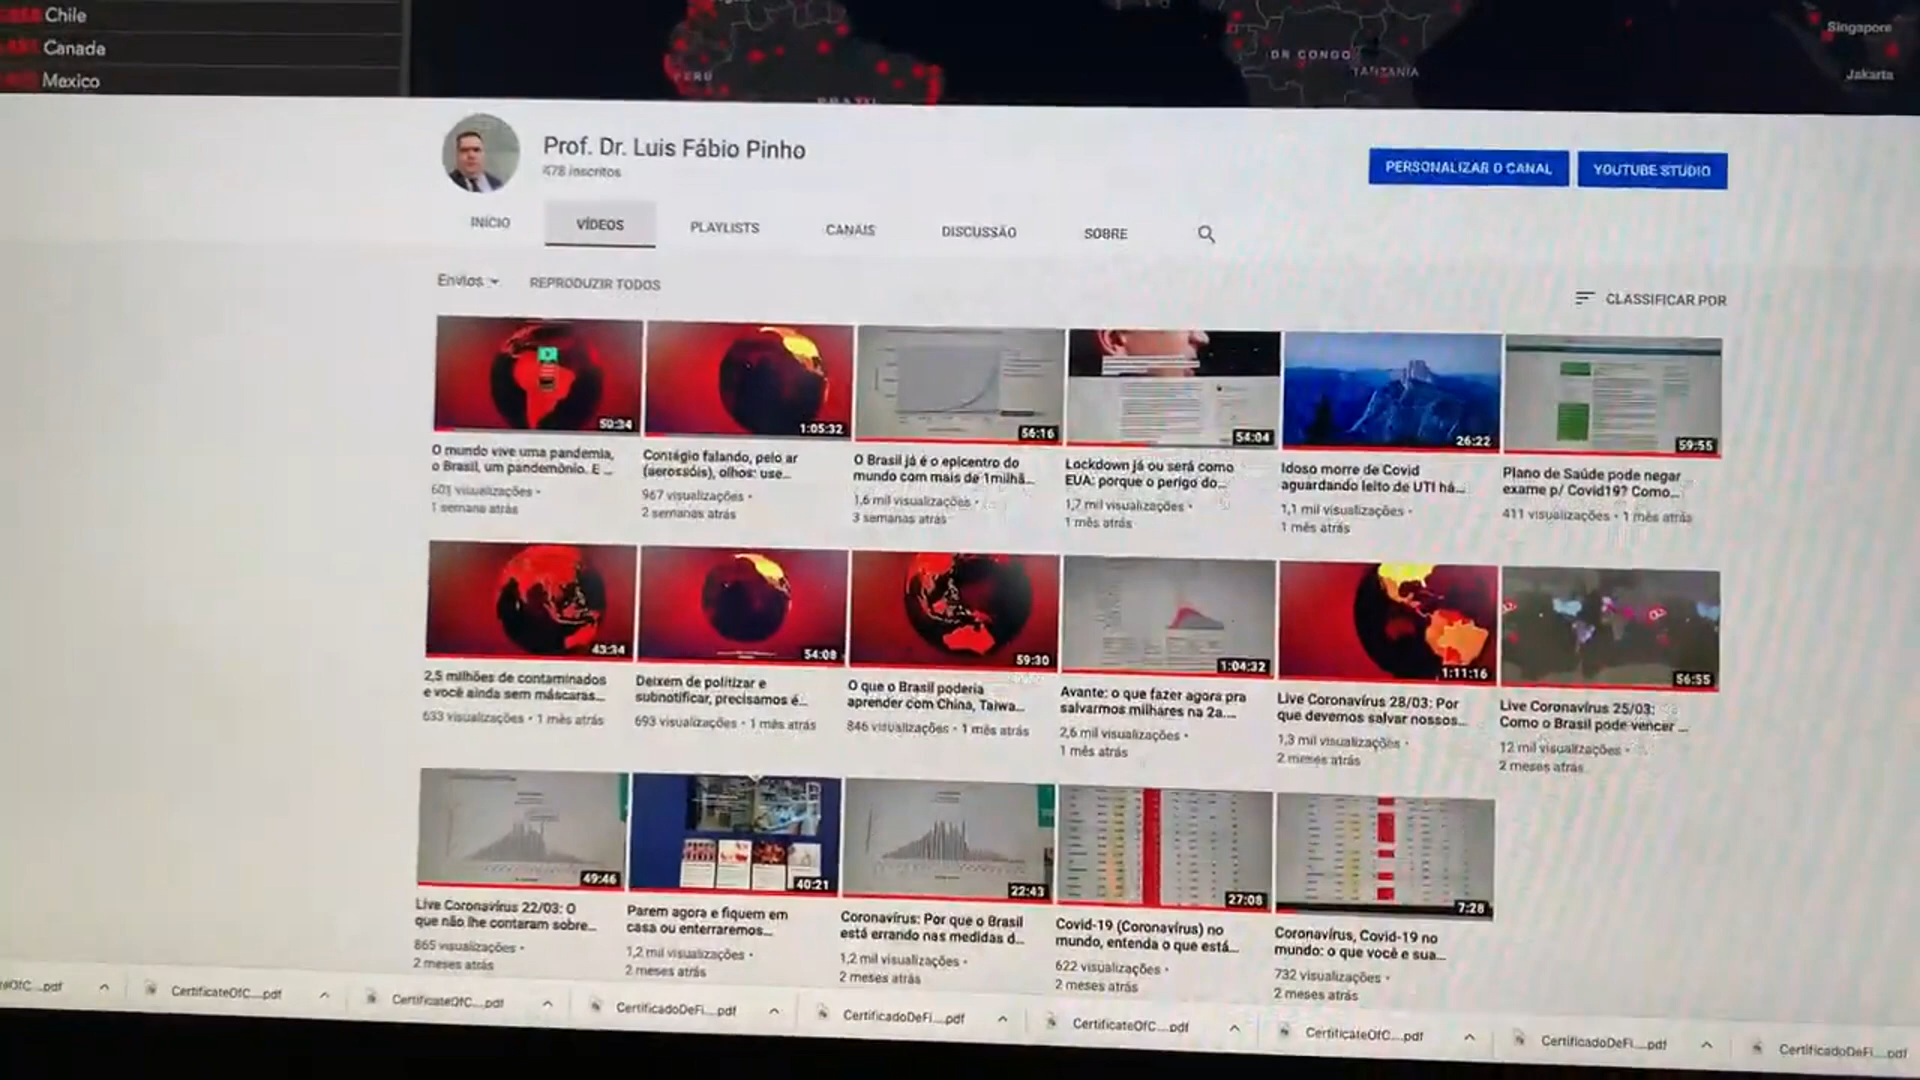 Chile
Canada
Mexico
PERU
BRAZIL
DR CONGO
TANZANIA
Singapore
Jakarta
Prof. Dr. Luis Fábio Pinho
478 inscritos
PERSONALIZAR O CANAL
YOUTUBE STUDIO
INÍCIO
VÍDEOS
PLAYLISTS
CANAIS
DISCUSSÃO
SOBRE
Envios
REPRODUZIR TODOS
CLASSIFICAR POR
50:34
1:05:32
56:16
54:04
26:22
59:55
O mundo vive uma pandemia,
o Brasil, um pandemônio. E ...
601 visualizações •
1 semana atrás
Contágio falando, pelo ar
(aerossóis), olhos: use...
967 visualizações •
2 semanas atrás
O Brasil já é o epicentro do
mundo com mais de 1milhã...
1,6 mil visualizações •
3 semanas atrás
Lockdown já ou será como
EUA: porque o perigo do...
1,7 mil visualizações •
1 mês atrás
Idoso morre de Covid
aguardando leito de UTI há...
1,1 mil visualizações •
1 mês atrás
Plano de Saúde pode negar
exame p/ Covid19? Como...
411 visualizações • 1 mês atrás
43:34
54:08
59:30
1:04:32
1:11:16
56:55
2,5 milhões de contaminados
e você ainda sem máscaras...
633 visualizações • 1 mês atrás
Deixem de politizar e
subnotificar, precisamos é...
693 visualizações • 1 mês atrás
O que o Brasil poderia
aprender com China, Taiwa...
846 visualizações • 1 mês atrás
Avante: o que fazer agora pra
salvarmos milhares na 2a....
2,6 mil visualizações •
1 mês atrás
Live Coronavírus 28/03: Por
que devemos salvar nossos...
1,3 mil visualizações •
2 meses atrás
Live Coronavírus 25/03:
Como o Brasil pode vencer ...
12 mil visualizações •
2 meses atrás
49:46
40:21
22:43
27:08
7:28
Live Coronavírus 22/03: O
que não lhe contaram sobre...
865 visualizações •
2 meses atrás
Parem agora e fiquem em
casa ou enterraremos...
1,2 mil visualizações •
2 meses atrás
Coronavírus: Por que o Brasil
está errando nas medidas d...
1,2 mil visualizações •
2 meses atrás
Covid-19 (Coronavírus) no
mundo, entenda o que está...
622 visualizações •
2 meses atrás
Coronavírus, Covid-19 no
mundo: o que você e sua...
732 visualizações •
2 meses atrás
CertificateOfC....pdf
CertificateOfC....pdf
CertificadoDeFi....pdf
CertificadoDeFi....pdf
CertificateOfC....pdf
CertificateOfC....pdf
CertificadoDeFi....pdf
CertificadoDeFi....pdf